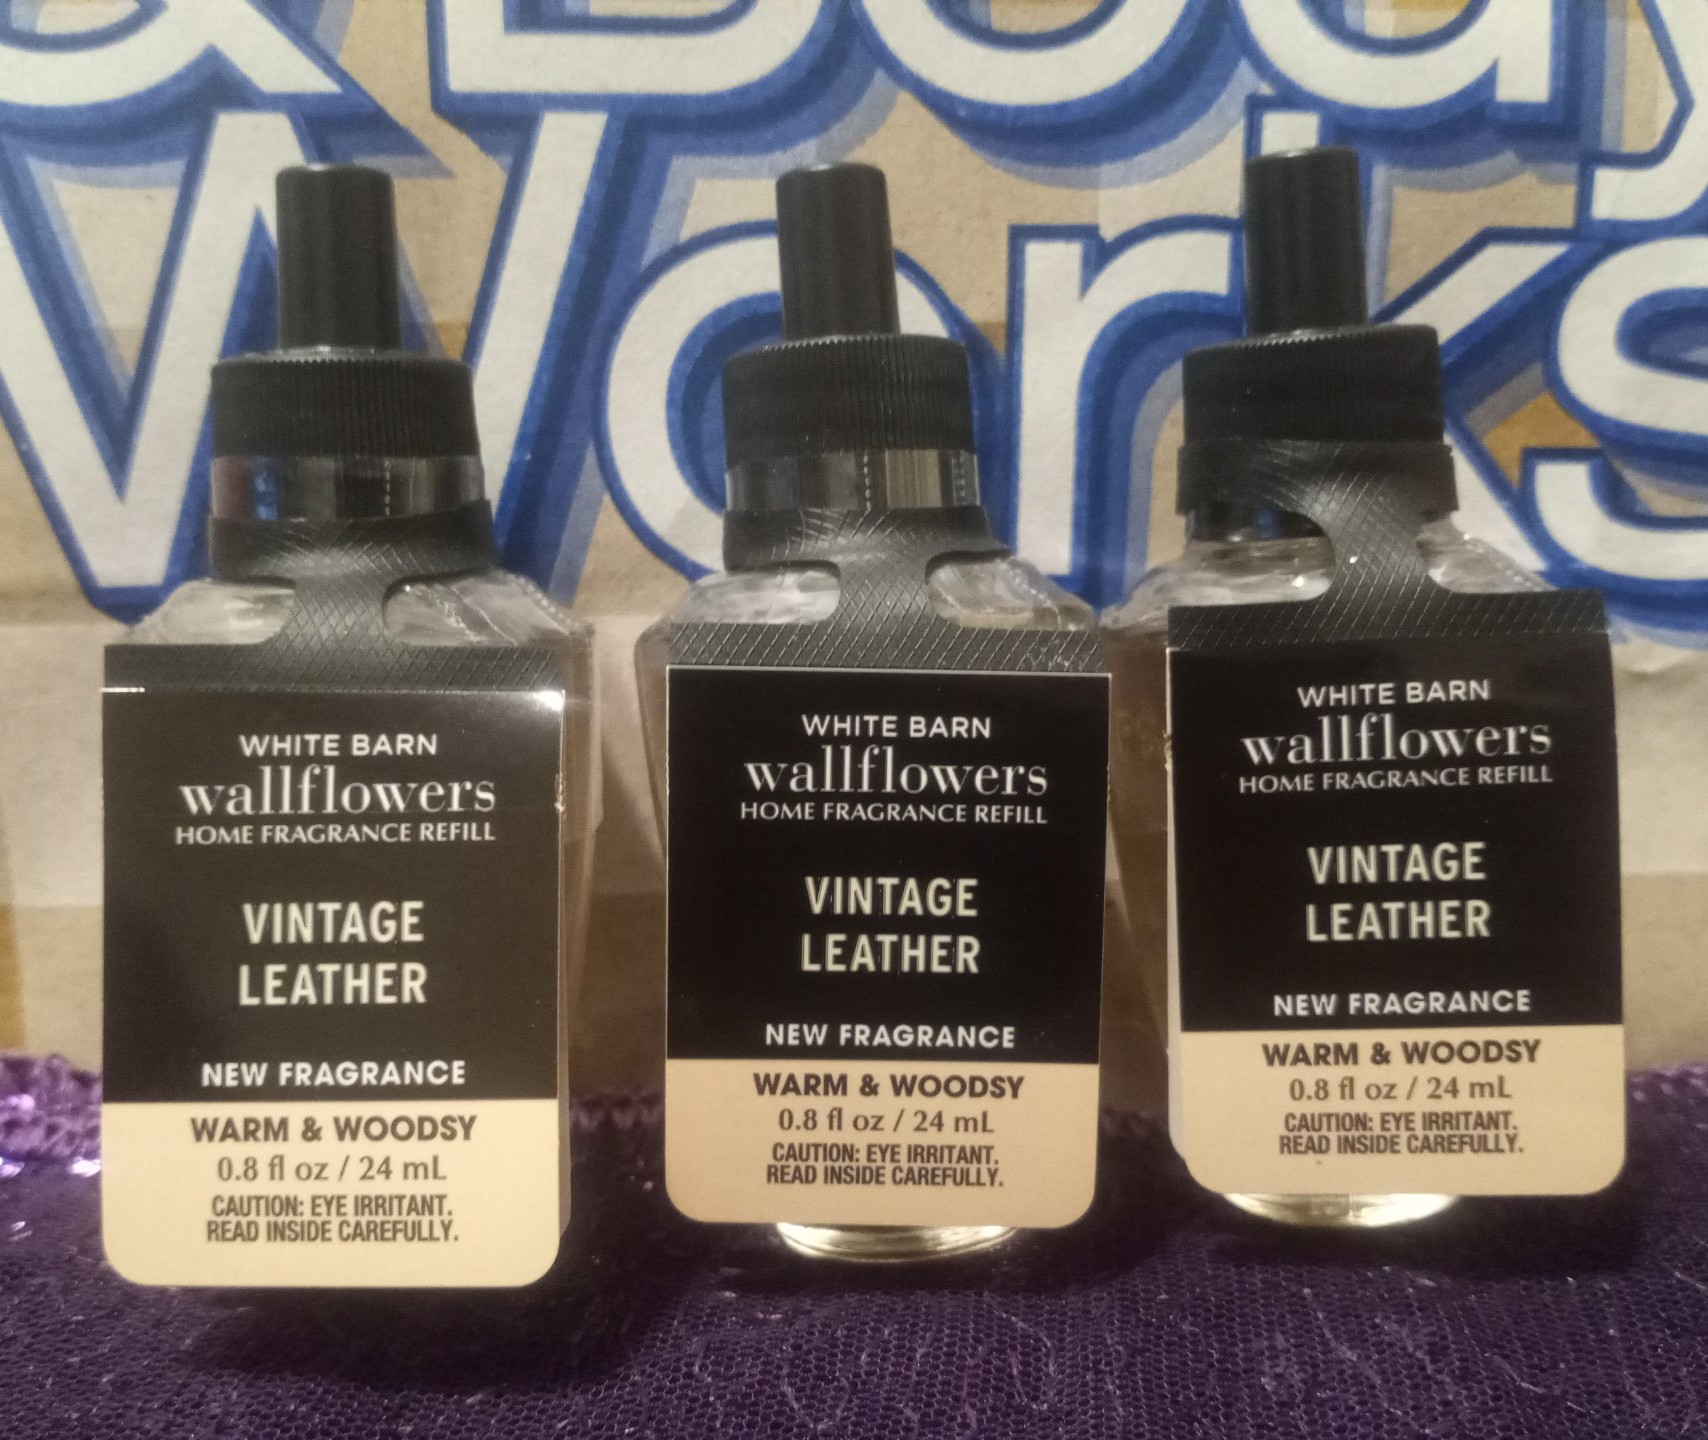 & Body
Works
WHITE BARN
wallflowers
HOME FRAGRANCE REFILL
VINTAGE
LEATHER
NEW FRAGRANCE
WARM & WOODSY
0.8 fl oz / 24 mL
CAUTION: EYE IRRITANT.
READ INSIDE CAREFULLY.
WHITE BARN
wallflowers
HOME FRAGRANCE REFILL
VINTAGE
LEATHER
NEW FRAGRANCE
WARM & WOODSY
0.8 fl oz / 24 mL
CAUTION: EYE IRRITANT.
READ INSIDE CAREFULLY.
WHITE BARN
wallflowers
HOME FRAGRANCE REFILL
VINTAGE
LEATHER
NEW FRAGRANCE
WARM & WOODSY
0.8 fl oz / 24 mL
CAUTION: EYE IRRITANT.
READ INSIDE CAREFULLY.